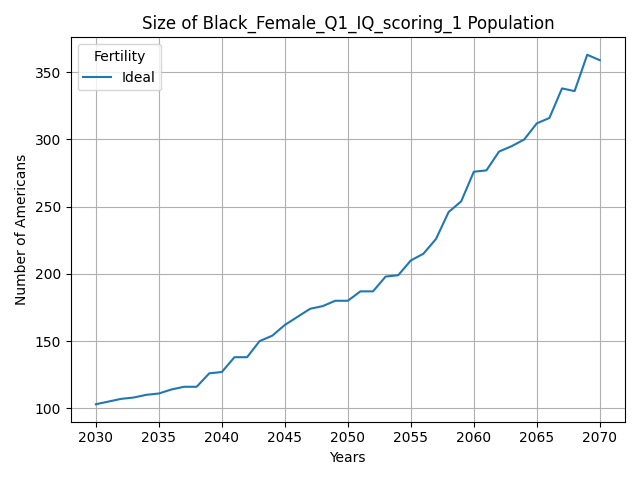 Size of Black_Female_Q1_IQ_scoring_1 Population
Fertility
Ideal
Number of Americans
350
300
250
200
150
100
2030 2035 2040 2045 2050 2055 2060 2065 2070
Years